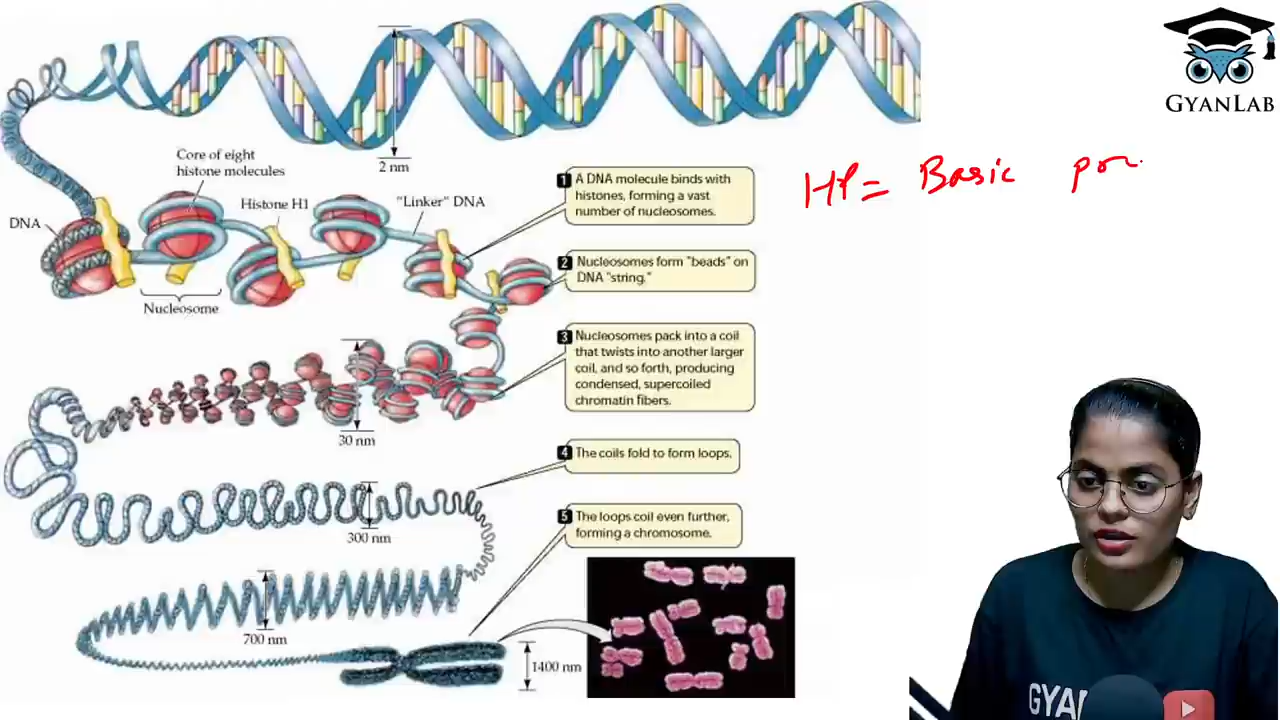 GYANLAB
2 nm
Core of eight
histone molecules
Histone H1
"Linker" DNA
DNA
Nucleosome
1 A DNA molecule binds with
histones, forming a vast
number of nucleosomes.
HP= Basic
2 Nucleosomes form "beads" on
DNA "string."
3 Nucleosomes pack into a coil
that twists into another larger
coil, and so forth, producing
condensed, supercoiled
chromatin fibers.
30 nm
4 The coils fold to form loops.
300 nm
5 The loops coil even further,
forming a chromosome.
700 nm
1400 nm
GYA